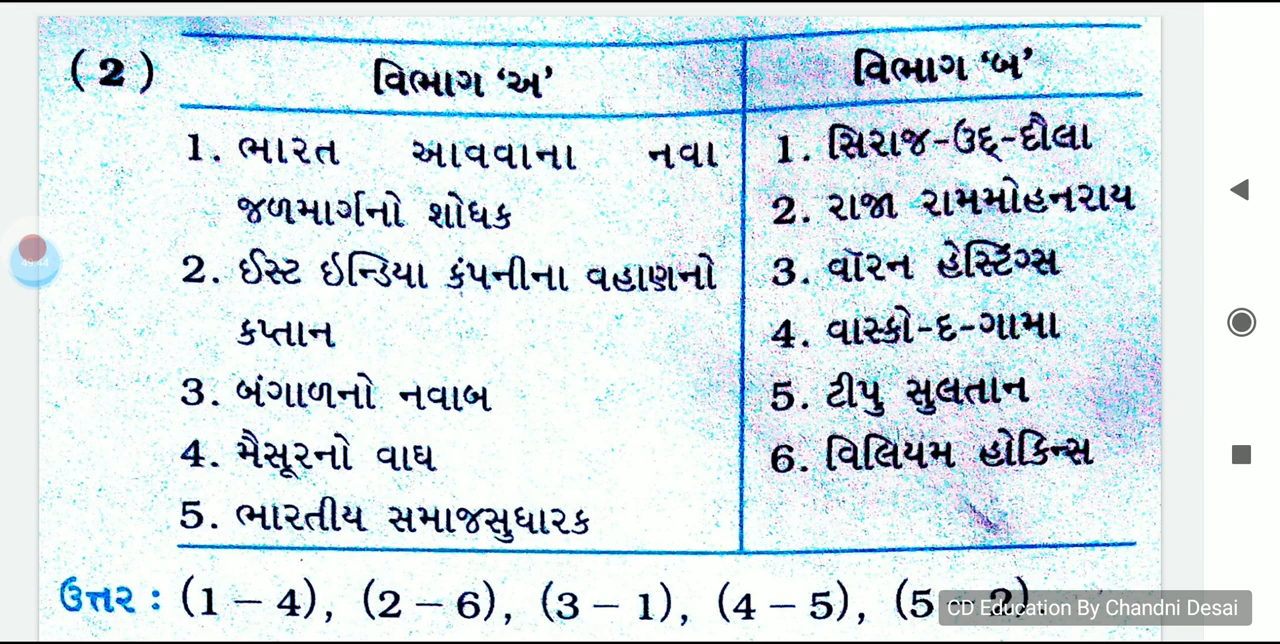 (2) વિભાગ ‘અ’ વિભાગ ‘બ’
1. ભારત આવવાના નવા
જળમાર્ગનો શોધક
2. ઈસ્ટ ઇન્ડિયા કંપનીના વહાણનો
કપ્તાન
3. બંગાળનો નવાબ
4. મૈસૂરનો વાઘ
5. ભારતીય સમાજસુધારક
1. સિરાજ-ઉદ્-દૌલા
2. રાજા રામમોહનરાય
3. વૉરન હેસ્ટિંગ્સ
4. વાસ્કો-દ-ગામા
5. ટીપુ સુલતાન
6. વિલિયમ હોકિન્સ
ઉત્તર : (1 – 4), (2 – 6), (3 – 1), (4 – 5), (5 – 2)
CD Education By Chandni Desai